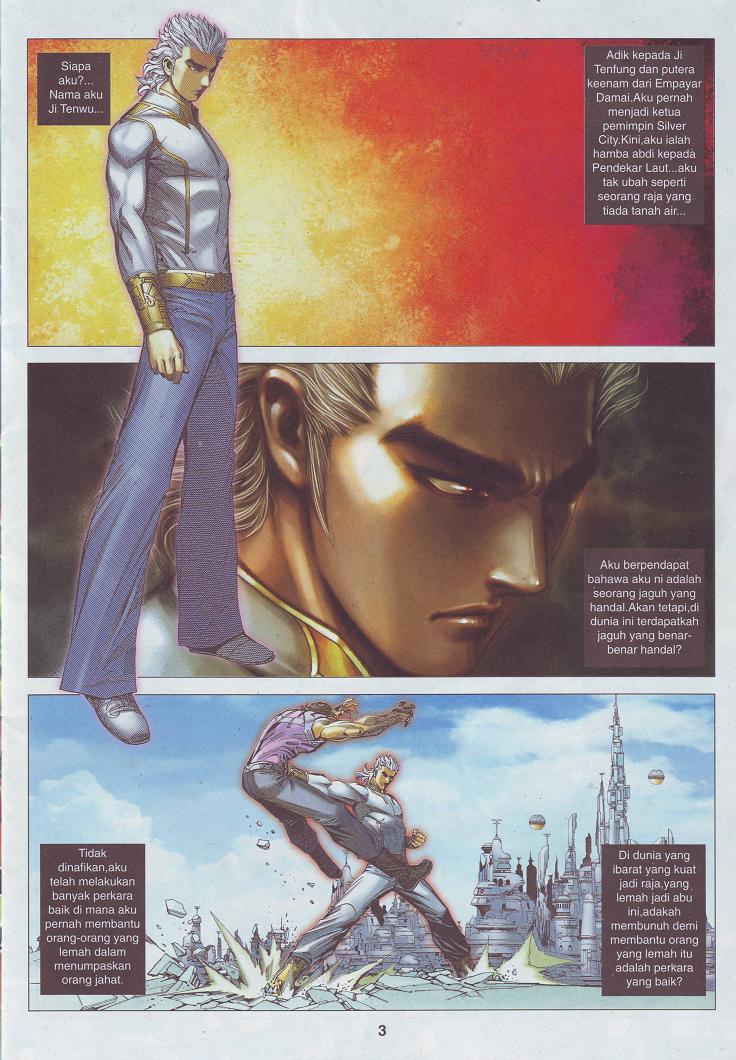 Siapa
aku?...
Nama aku
Ji Tenwu...
Adik kepada Ji
Tenfung dan putera
keenam dari Empayar
Damai.Aku pernah
menjadi ketua
pemimpin Silver
City.Kini,aku ialah
hamba abdi kepada
Pendekar Laut...aku
tak ubah seperti
seorang raja yang
tiada tanah air...
Aku berpendapat
bahawa aku ni adalah
seorang jaguh yang
handal.Akan tetapi,di
dunia ini terdapatkah
jaguh yang benar-
benar handal?
Tidak
dinafikan,aku
telah melakukan
banyak perkara
baik di mana aku
pernah membantu
orang-orang yang
lemah dalam
menumpaskan
orang jahat.
Di dunia yang
ibarat yang kuat
jadi raja,yang
lemah jadi abu
ini,adakah
membunuh demi
membantu orang
yang lemah itu
adalah perkara
yang baik?
3